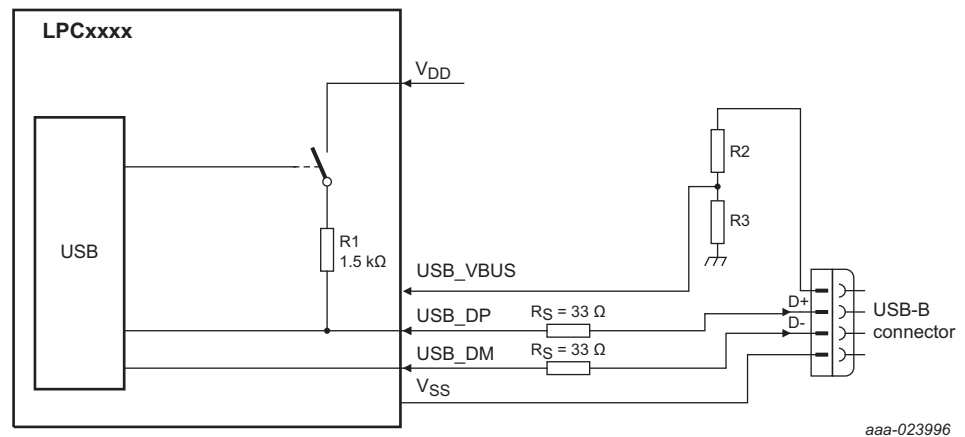 LPCxxxx
VDD
R2
R3
USB
R1
1.5 kΩ
USB_VBUS
USB_DP
RS = 33 Ω
D+
USB-B
connector
D-
USB_DM
RS = 33 Ω
VSS
aaa-023996